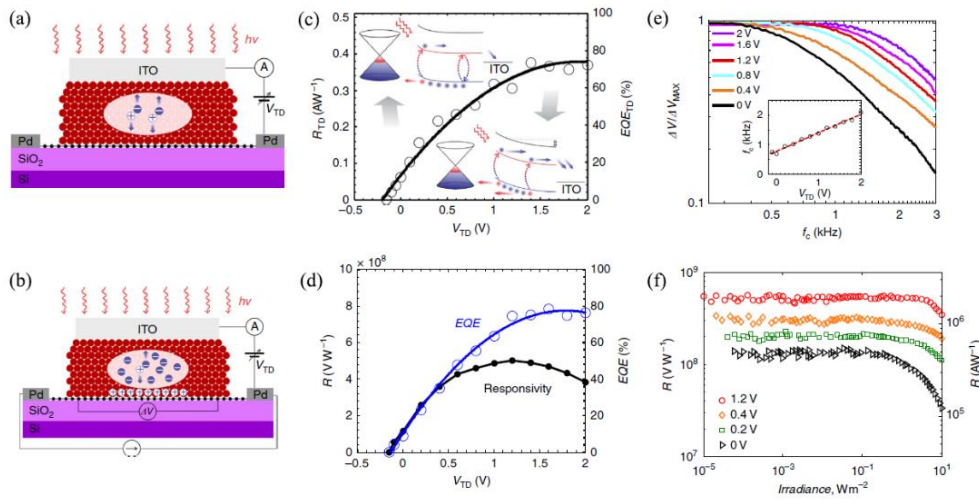 (a)
hν
ITO
A
V_TD
Pd
Pd
SiO₂
Si
(b)
hν
ITO
A
V_TD
Pd
Pd
ΔV
SiO₂
Si
(c)
R_TD (AW⁻¹)
0.5
0.4
0.3
0.2
0.1
0
ITO
ITO
100
80
60
40
20
0
EQE_TD (%)
−0.5 0 0.5 1 1.5 2
V_TD (V)
(d)
× 10⁸
R (V W⁻¹)
10
8
6
4
2
0
EQE
Responsivity
100
80
60
40
20
0
EQE (%)
−0.5 0 0.5 1 1.5 2
V_TD (V)
(e)
ΔV/ΔV_MAX
1
0.1
2 V
1.6 V
1.2 V
0.8 V
0.4 V
0 V
f_c (kHz)
2
1
0
0 1 2
V_TD (V)
0.5 1 2 3
f_c (kHz)
(f)
R (V W⁻¹)
10⁹
10⁸
10⁷
1.2 V
0.4 V
0.2 V
0 V
10⁶
10⁵
R (AW⁻¹)
10⁻⁵ 10⁻³ 10⁻¹ 10¹
Irradiance, Wm⁻²